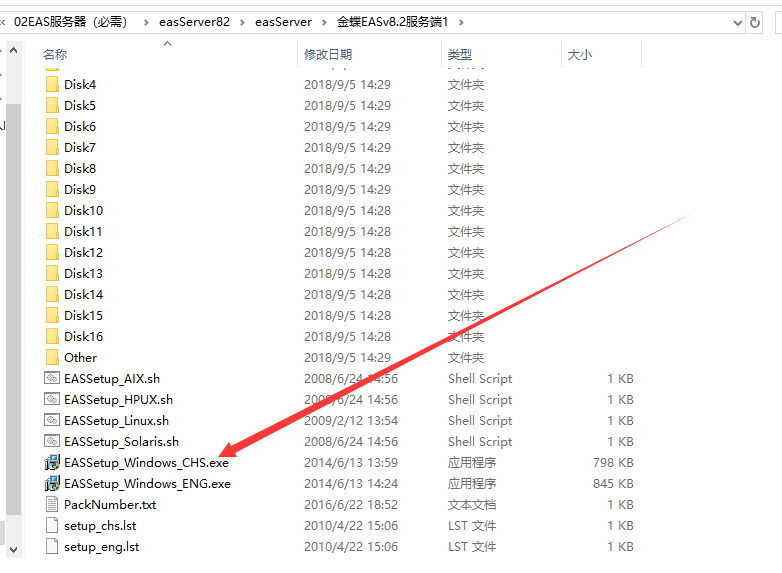 « 02EAS服务器（必需） › easServer82 › easServer › 金蝶EASv8.2服务端1 ›
名称 修改日期 类型 大小
Disk4 2018/9/5 14:29 文件夹
Disk5 2018/9/5 14:29 文件夹
Disk6 2018/9/5 14:29 文件夹
Disk7 2018/9/5 14:29 文件夹
Disk8 2018/9/5 14:29 文件夹
Disk9 2018/9/5 14:29 文件夹
Disk10 2018/9/5 14:28 文件夹
Disk11 2018/9/5 14:28 文件夹
Disk12 2018/9/5 14:28 文件夹
Disk13 2018/9/5 14:28 文件夹
Disk14 2018/9/5 14:28 文件夹
Disk15 2018/9/5 14:28 文件夹
Disk16 2018/9/5 14:28 文件夹
Other 2018/9/5 14:29 文件夹
EASSetup_AIX.sh 2008/6/24 14:56 Shell Script 1 KB
EASSetup_HPUX.sh 2008/6/24 14:56 Shell Script 1 KB
EASSetup_Linux.sh 2009/2/12 13:54 Shell Script 1 KB
EASSetup_Solaris.sh 2008/6/24 14:56 Shell Script 1 KB
EASSetup_Windows_CHS.exe 2014/6/13 13:59 应用程序 798 KB
EASSetup_Windows_ENG.exe 2014/6/13 14:24 应用程序 845 KB
PackNumber.txt 2016/6/22 18:52 文本文档 1 KB
setup_chs.lst 2010/4/22 15:06 LST 文件 1 KB
setup_eng.lst 2010/4/22 15:06 LST 文件 1 KB